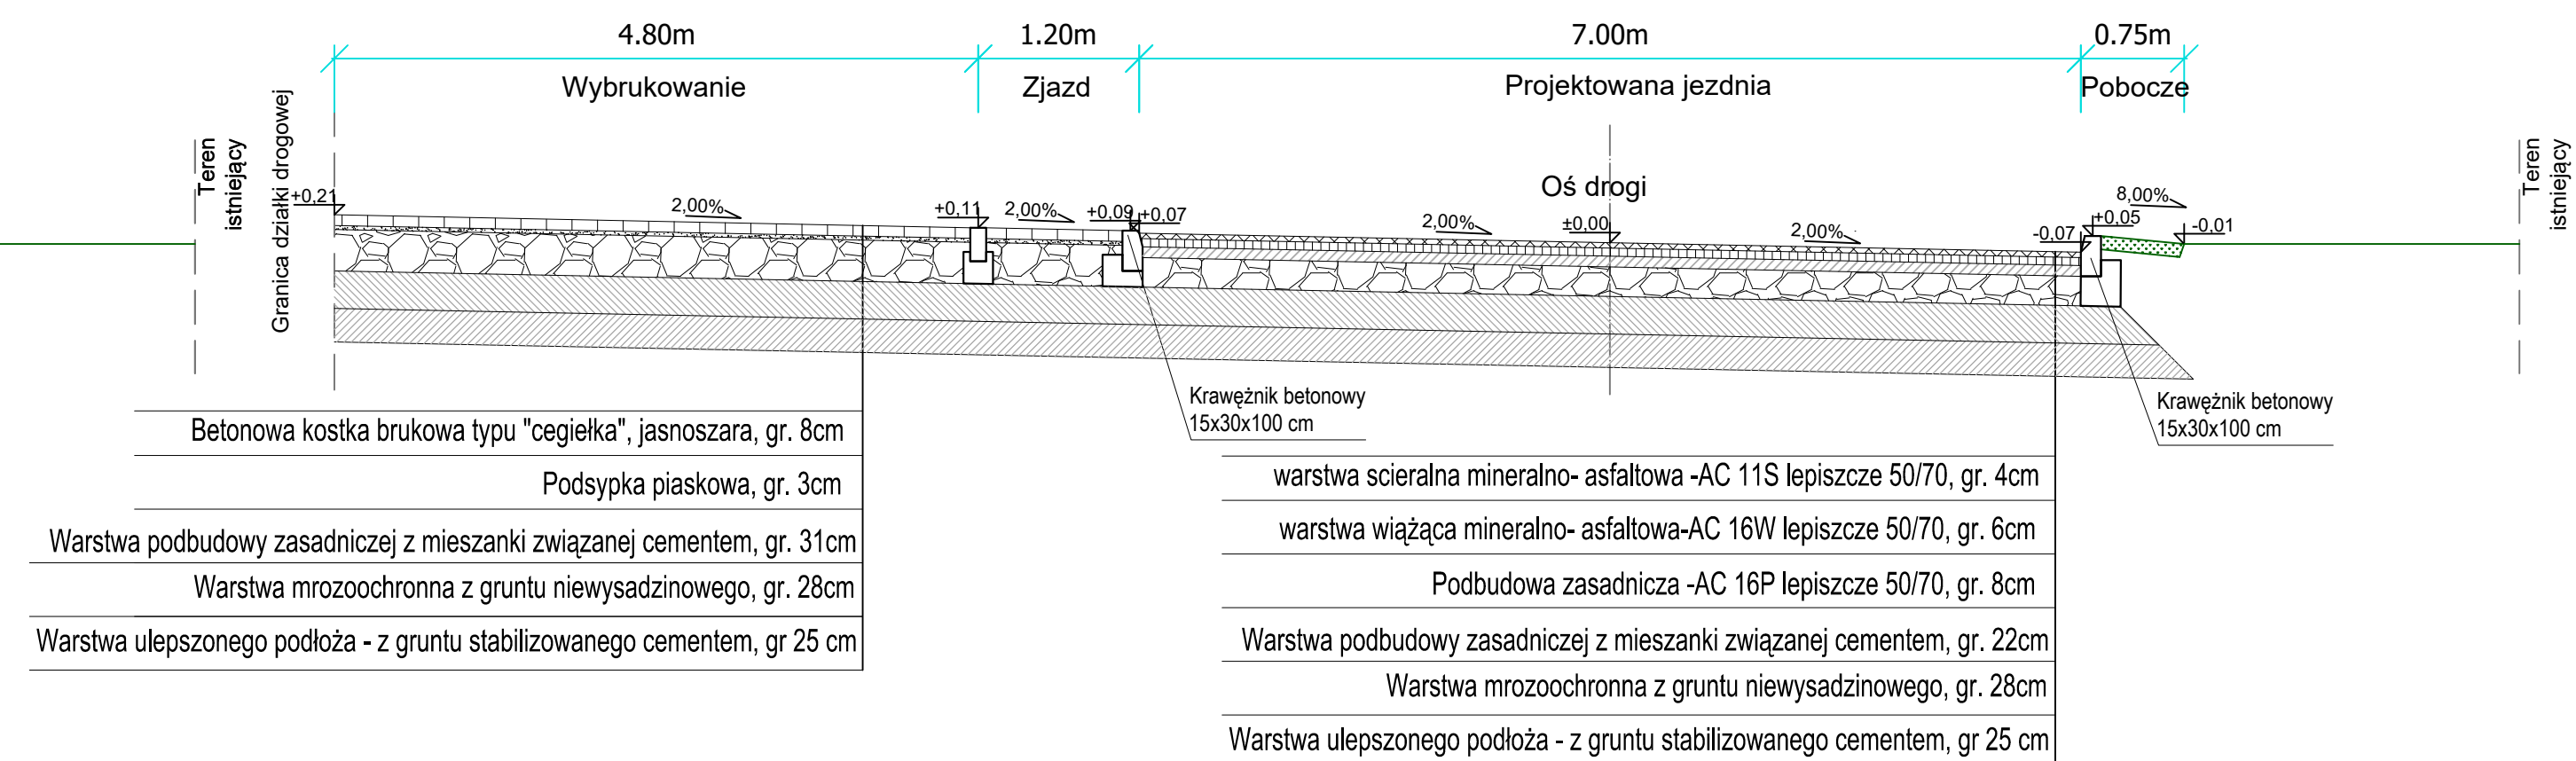 4.80m
1.20m
7.00m
0.75m
Wybrukowanie
Zjazd
Projektowana jezdnia
Pobocze
Teren
istniejący
Granica działki drogowej
Oś drogi
Teren
istniejący
+0,21
2,00%
+0,11
2,00%
+0,09
+0,07
2,00%
±0,00
2,00%
-0,07
+0,05
8,00%
-0,01
Krawężnik betonowy
15x30x100 cm
Krawężnik betonowy
15x30x100 cm
Betonowa kostka brukowa typu "cegiełka", jasnoszara, gr. 8cm
Podsypka piaskowa, gr. 3cm
Warstwa podbudowy zasadniczej z mieszanki związanej cementem, gr. 31cm
Warstwa mrozoochronna z gruntu niewysadzinowego, gr. 28cm
Warstwa ulepszonego podłoża - z gruntu stabilizowanego cementem, gr 25 cm
warstwa scieralna mineralno- asfaltowa -AC 11S lepiszcze 50/70, gr. 4cm
warstwa wiążąca mineralno- asfaltowa-AC 16W lepiszcze 50/70, gr. 6cm
Podbudowa zasadnicza -AC 16P lepiszcze 50/70, gr. 8cm
Warstwa podbudowy zasadniczej z mieszanki związanej cementem, gr. 22cm
Warstwa mrozoochronna z gruntu niewysadzinowego, gr. 28cm
Warstwa ulepszonego podłoża - z gruntu stabilizowanego cementem, gr 25 cm